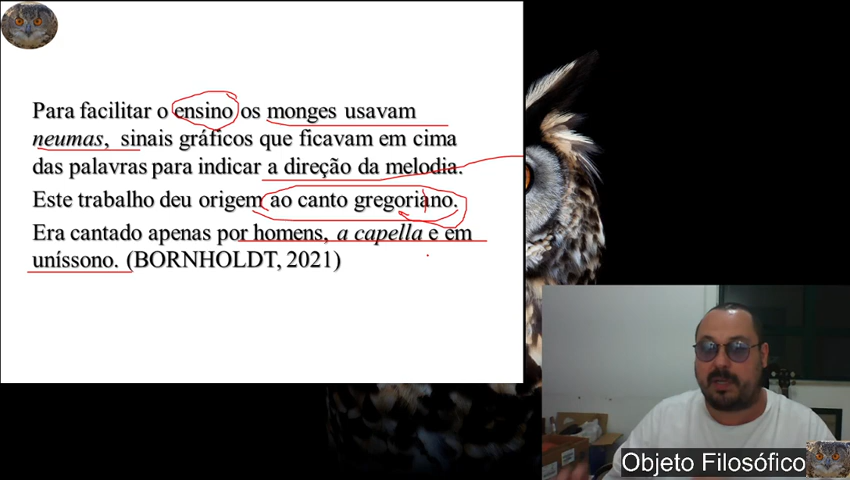 Para facilitar o ensino os monges usavam
neumas, sinais gráficos que ficavam em cima
das palavras para indicar a direção da melodia.
Este trabalho deu origem ao canto gregoriano.
Era cantado apenas por homens, a capella e em
uníssono. (BORNHOLDT, 2021)
Objeto Filosófico